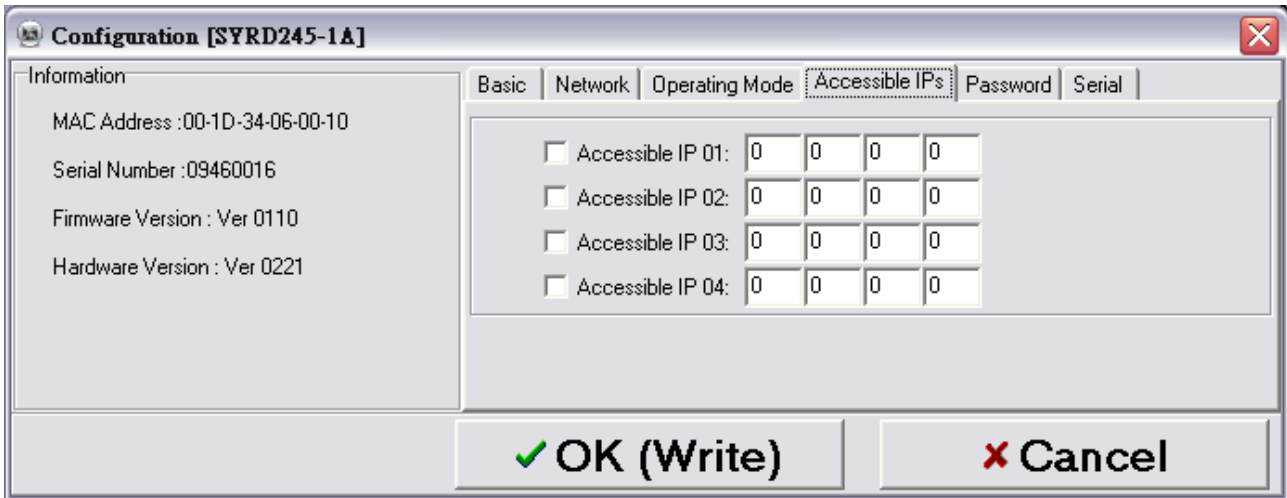 Configuration [SYRD245-1A]
Information
MAC Address :00-1D-34-06-00-10
Serial Number :09460016
Firmware Version : Ver 0110
Hardware Version : Ver 0221
Basic Network Operating Mode Accessible IPs Password Serial
Accessible IP 01: 0 0 0 0
Accessible IP 02: 0 0 0 0
Accessible IP 03: 0 0 0 0
Accessible IP 04: 0 0 0 0
OK (Write) Cancel